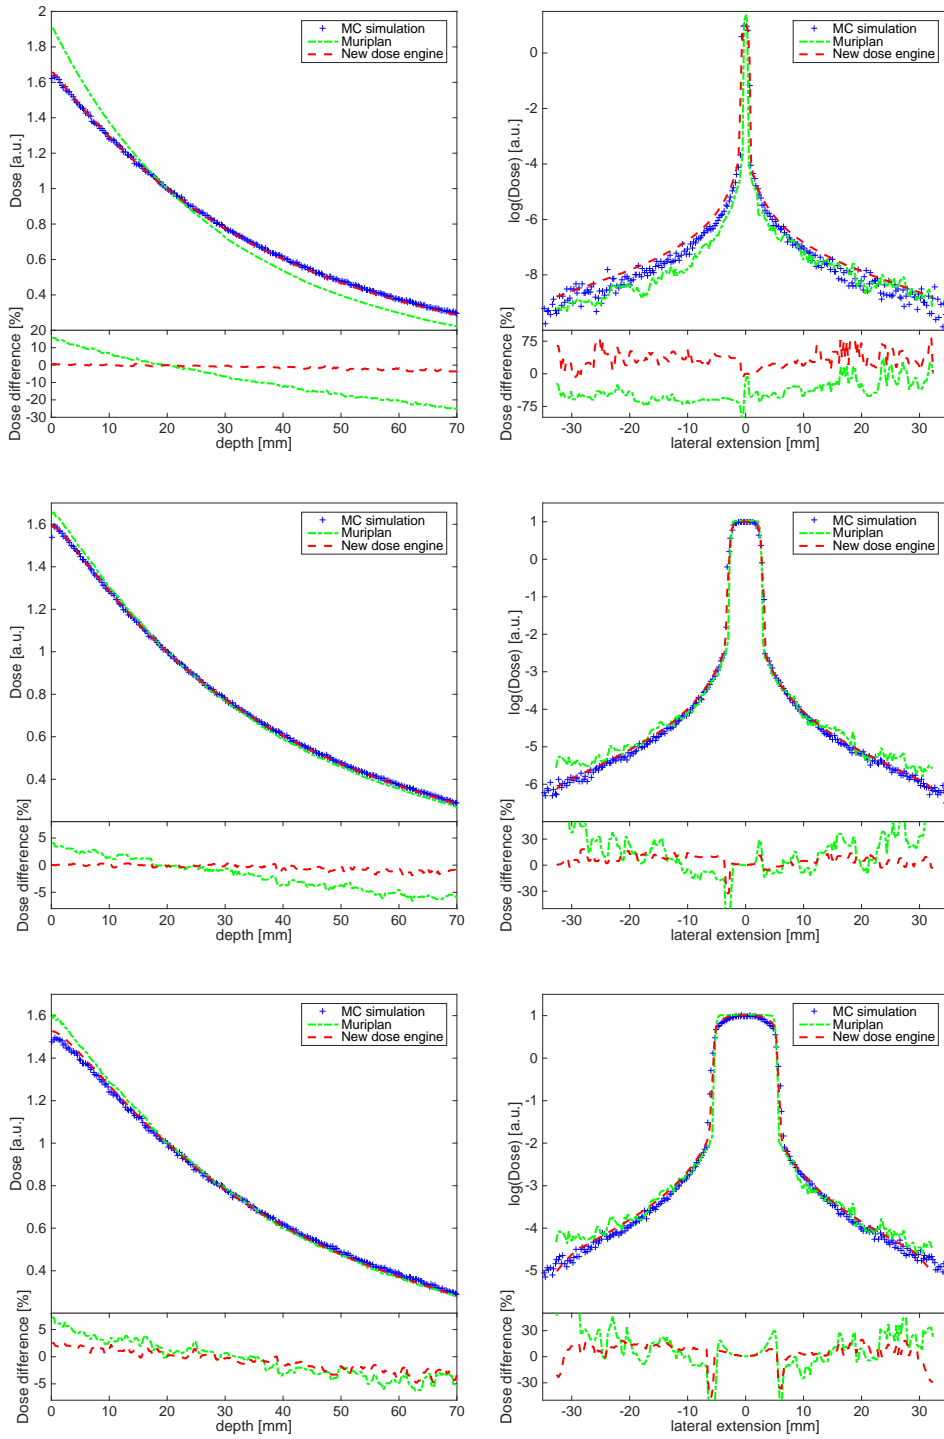 2
1.8
1.6
1.4
1.2
1
0.8
0.6
0.4
Dose [a.u.]
MC simulation
Muriplan
New dose engine
20
10
0
-10
-20
-30
Dose difference [%]
0 10 20 30 40 50 60 70
depth [mm]
0
-2
-4
-6
-8
log(Dose) [a.u.]
MC simulation
Muriplan
New dose engine
75
0
-75
Dose difference [%]
-30 -20 -10 0 10 20 30
lateral extension [mm]
1.6
1.4
1.2
1
0.8
0.6
0.4
Dose [a.u.]
MC simulation
Muriplan
New dose engine
5
0
-5
Dose difference [%]
0 10 20 30 40 50 60 70
depth [mm]
1
0
-1
-2
-3
-4
-5
-6
log(Dose) [a.u.]
MC simulation
Muriplan
New dose engine
30
0
-30
Dose difference [%]
-30 -20 -10 0 10 20 30
lateral extension [mm]
1.6
1.4
1.2
1
0.8
0.6
0.4
Dose [a.u.]
MC simulation
Muriplan
New dose engine
5
0
-5
Dose difference [%]
0 10 20 30 40 50 60 70
depth [mm]
1
0
-1
-2
-3
-4
-5
log(Dose) [a.u.]
MC simulation
Muriplan
New dose engine
30
0
-30
Dose difference [%]
-30 -20 -10 0 10 20 30
lateral extension [mm]